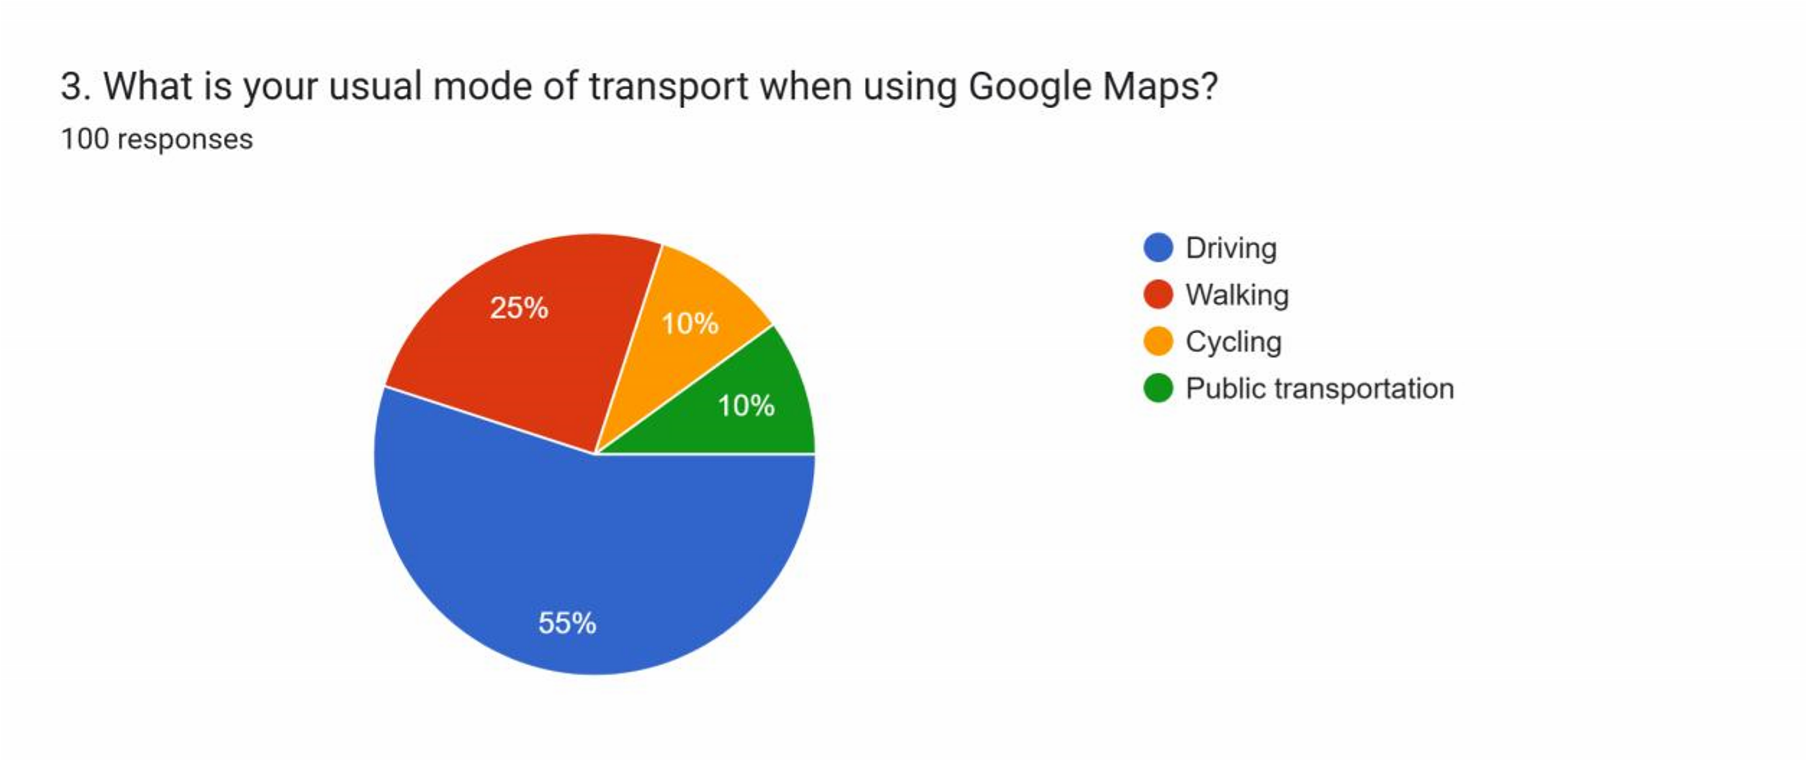 3. What is your usual mode of transport when using Google Maps?
100 responses
25%
10%
10%
55%
Driving
Walking
Cycling
Public transportation